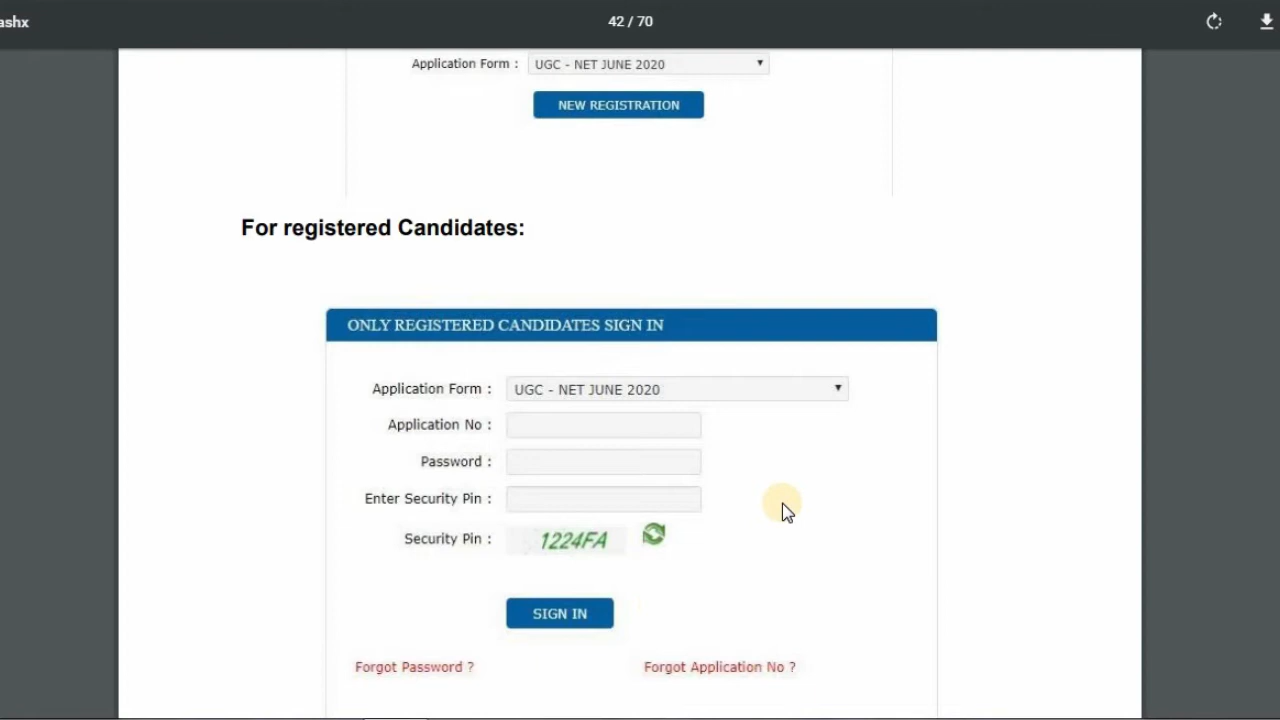 ashx
42 / 70
Application Form : UGC - NET JUNE 2020
NEW REGISTRATION
For registered Candidates:
ONLY REGISTERED CANDIDATES SIGN IN
Application Form : UGC - NET JUNE 2020
Application No :
Password :
Enter Security Pin :
Security Pin : 1224FA
SIGN IN
Forgot Password ? Forgot Application No ?